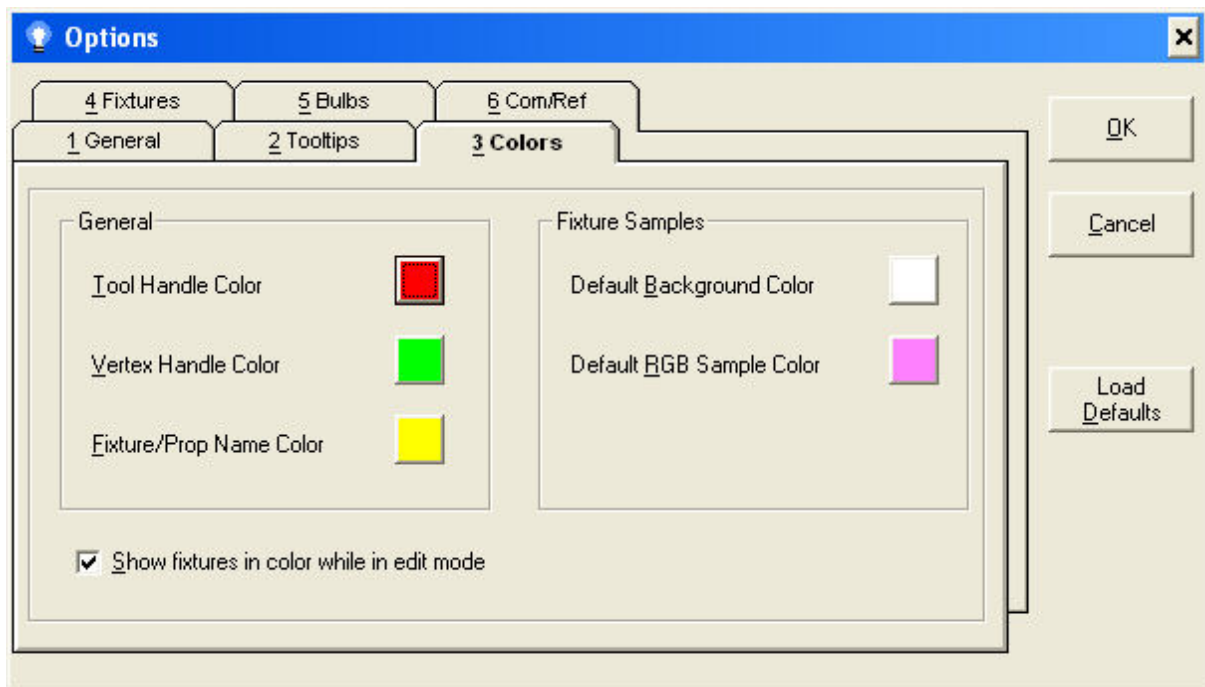 Options
4 Fixtures
5 Bulbs
6 Com/Ref
1 General
2 Tooltips
3 Colors
OK
Cancel
Load
Defaults
General
Tool Handle Color
Vertex Handle Color
Fixture/Prop Name Color
Fixture Samples
Default Background Color
Default RGB Sample Color
Show fixtures in color while in edit mode